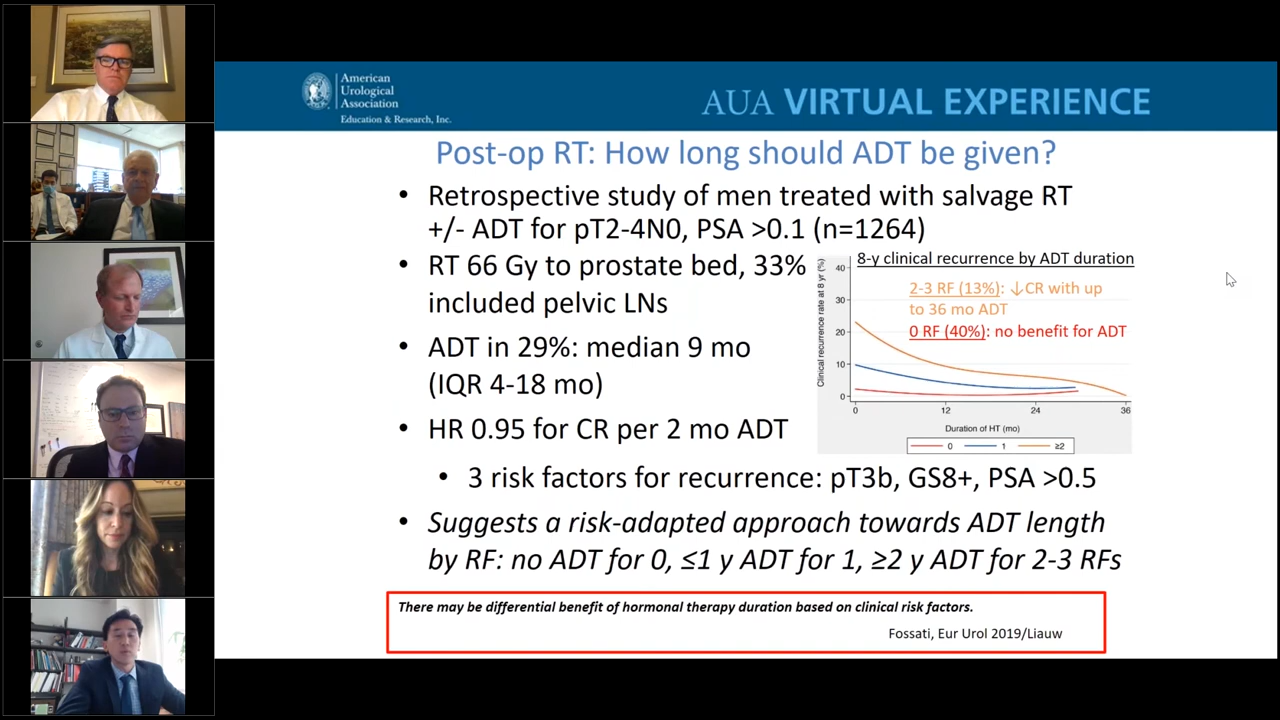 American
Urological
Association
Education & Research, Inc.
AUA VIRTUAL EXPERIENCE
Post-op RT: How long should ADT be given?
• Retrospective study of men treated with salvage RT
+/- ADT for pT2-4N0, PSA >0.1 (n=1264)
• RT 66 Gy to prostate bed, 33%
included pelvic LNs
• ADT in 29%: median 9 mo
(IQR 4-18 mo)
• HR 0.95 for CR per 2 mo ADT
• 3 risk factors for recurrence: pT3b, GS8+, PSA >0.5
• Suggests a risk-adapted approach towards ADT length
by RF: no ADT for 0, ≤1 y ADT for 1, ≥2 y ADT for 2-3 RFs
8-y clinical recurrence by ADT duration
2-3 RF (13%): ↓CR with up
to 36 mo ADT
0 RF (40%): no benefit for ADT
Clinical recurrence rate at 8 yr (%)
40
30
20
10
0
0 12 24 36
Duration of HT (mo)
0 1 ≥2
There may be differential benefit of hormonal therapy duration based on clinical risk factors.
Fossati, Eur Urol 2019/Liauw